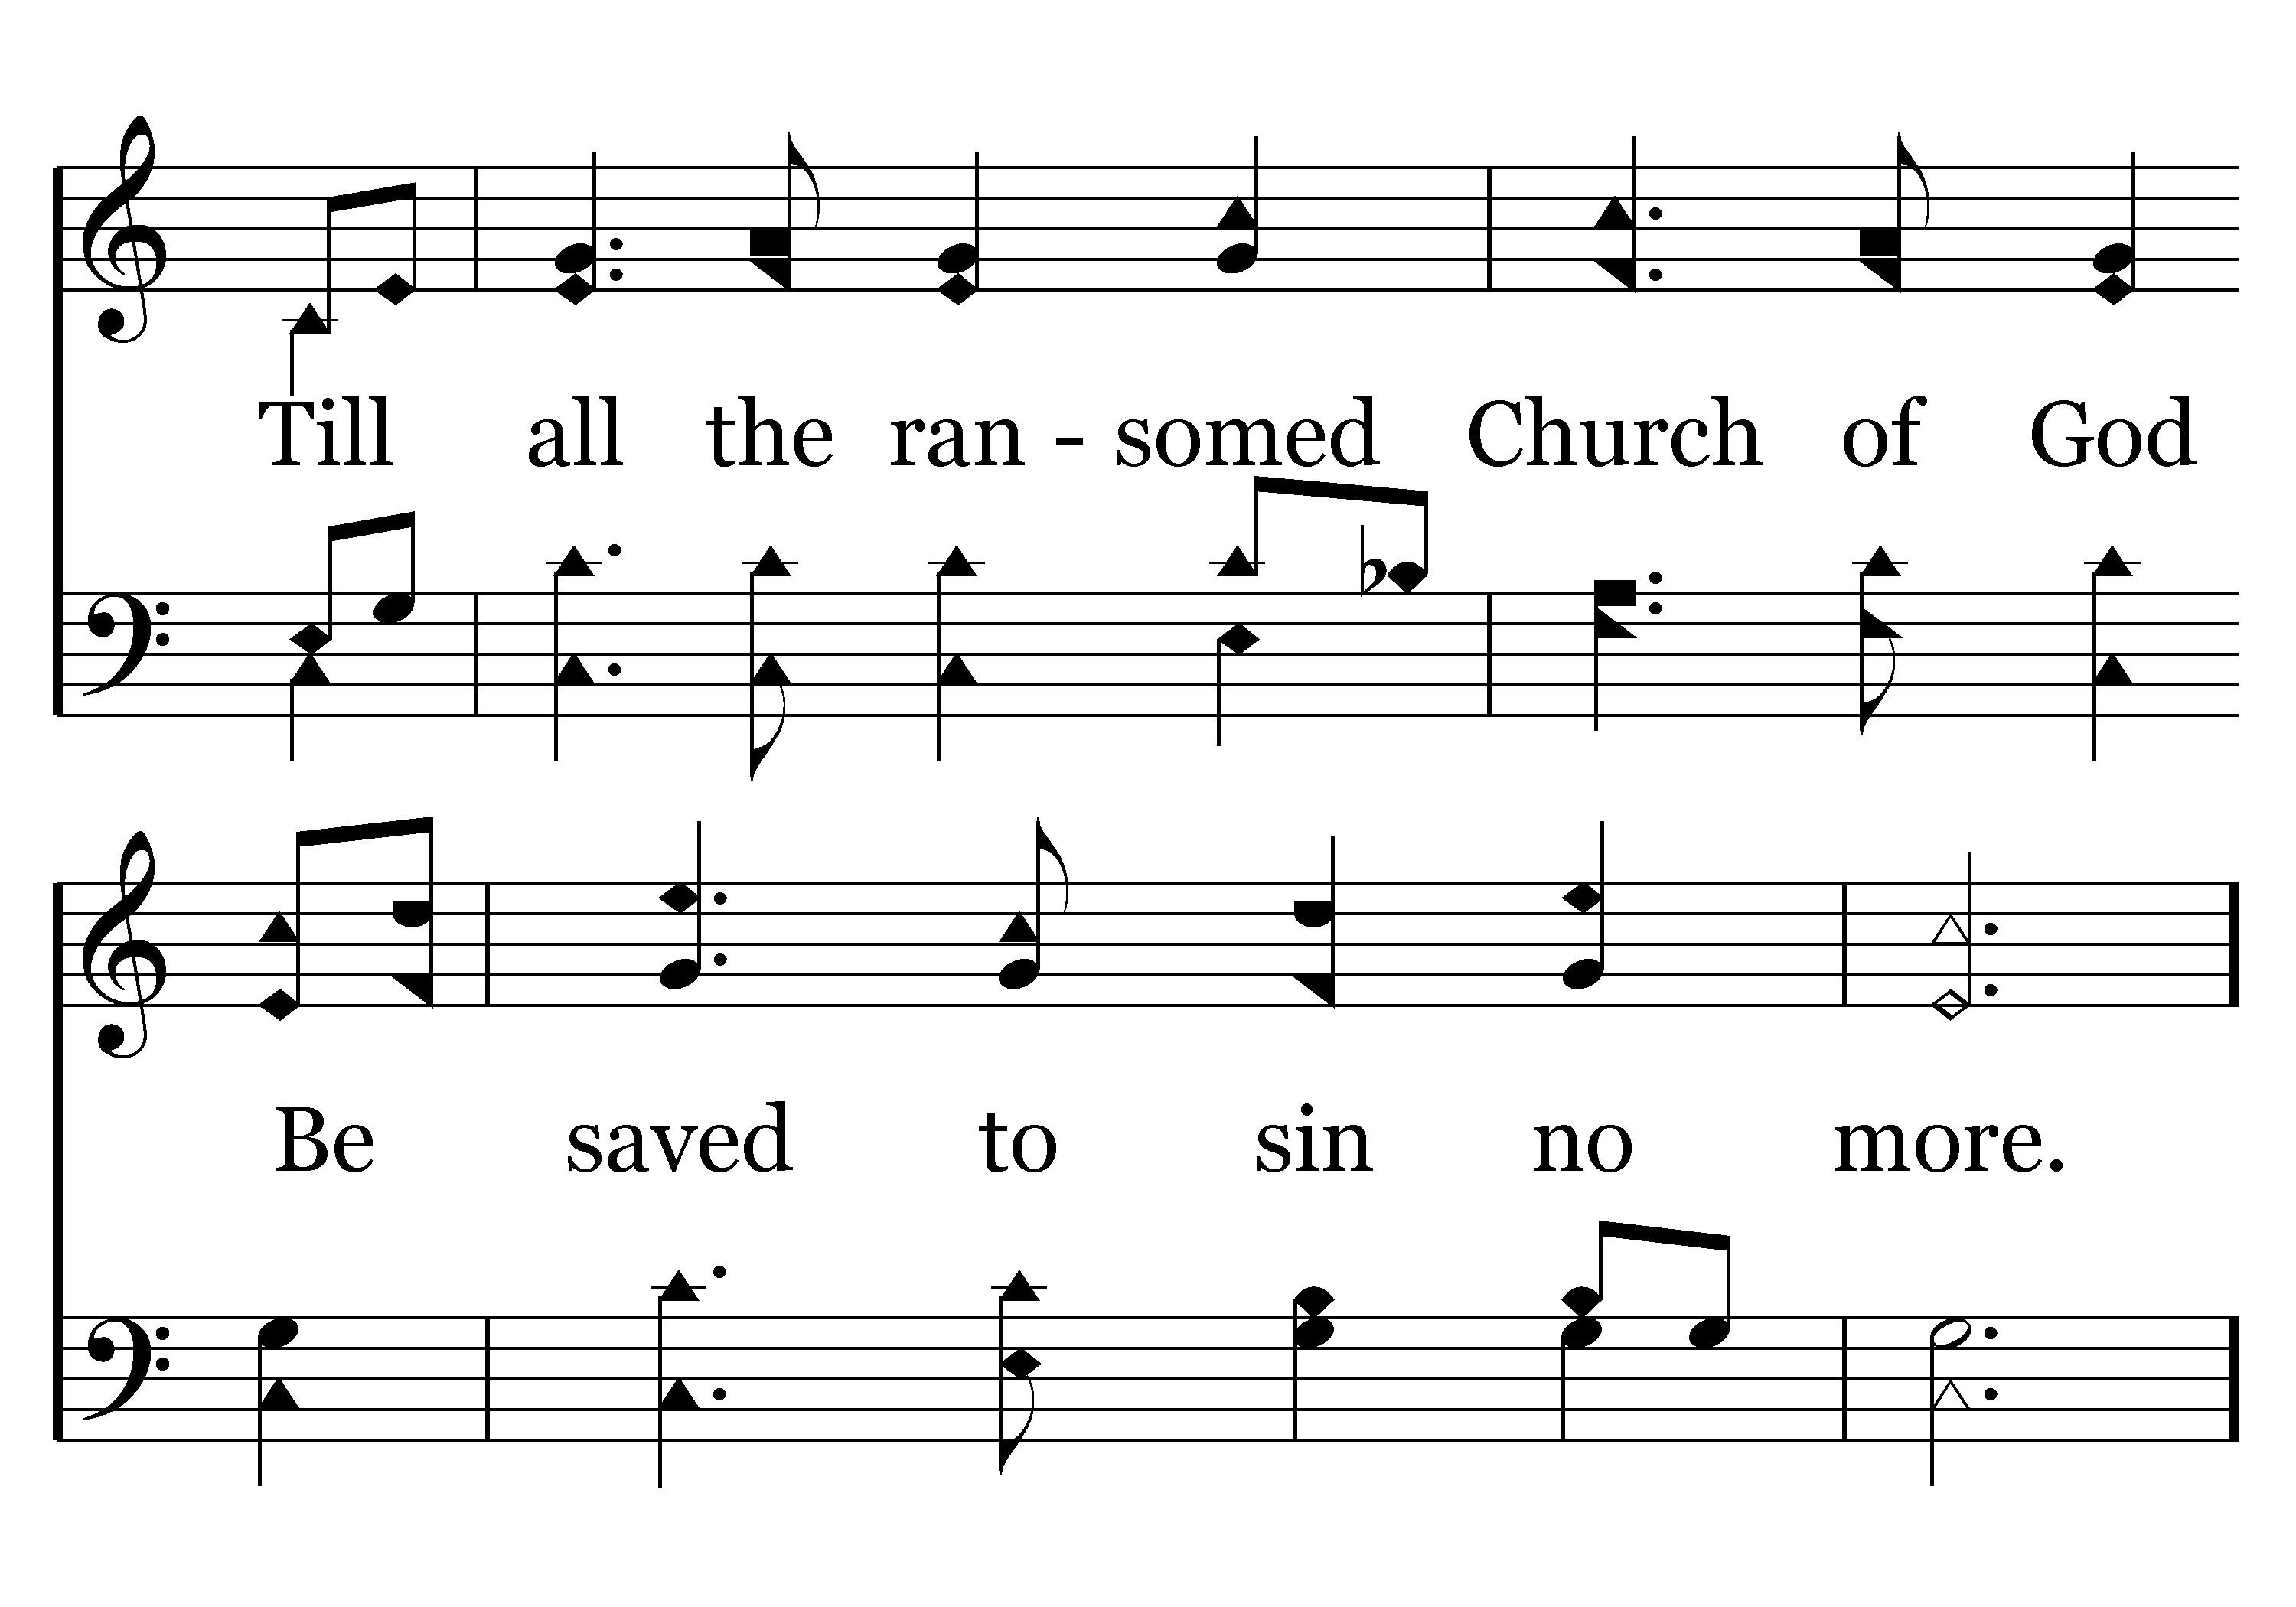 Till all the ran - somed Church of God
Be saved to sin no more.